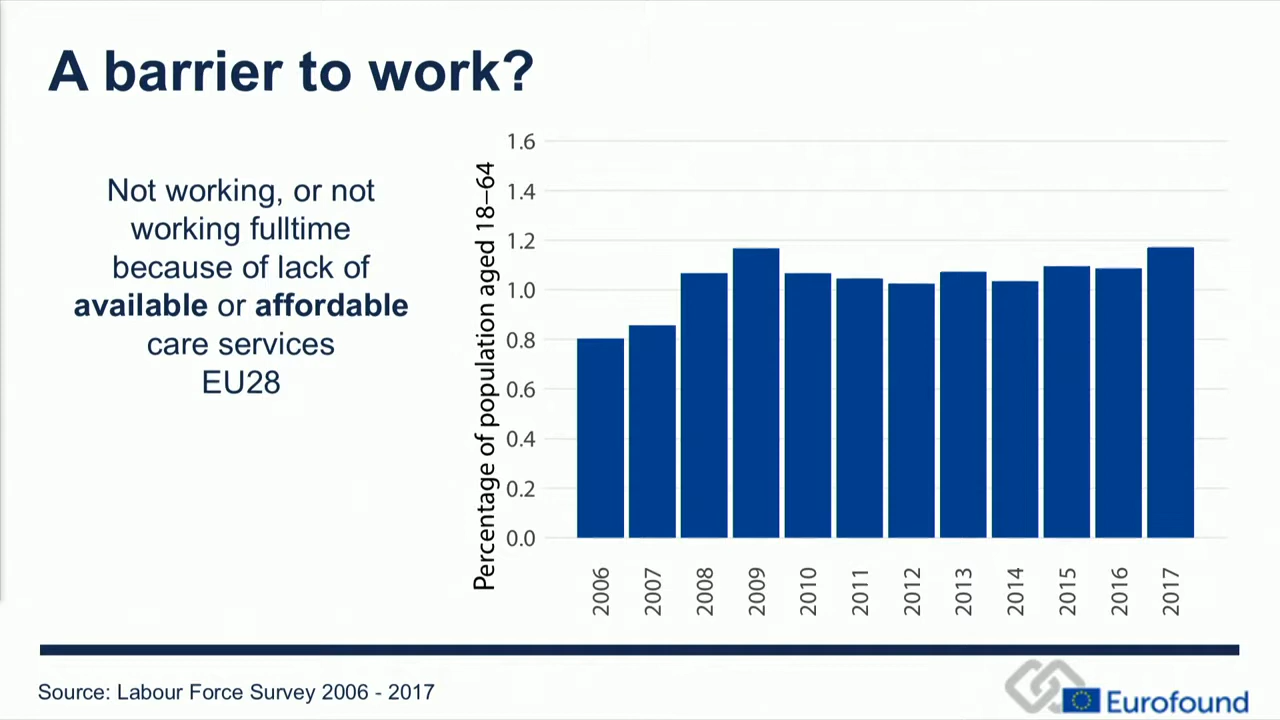 A barrier to work?
Not working, or not
working fulltime
because of lack of
available or affordable
care services
EU28
Percentage of population aged 18–64
1.6
1.4
1.2
1.0
0.8
0.6
0.4
0.2
0.0
2006
2007
2008
2009
2010
2011
2012
2013
2014
2015
2016
2017
Source: Labour Force Survey 2006 - 2017
Eurofound